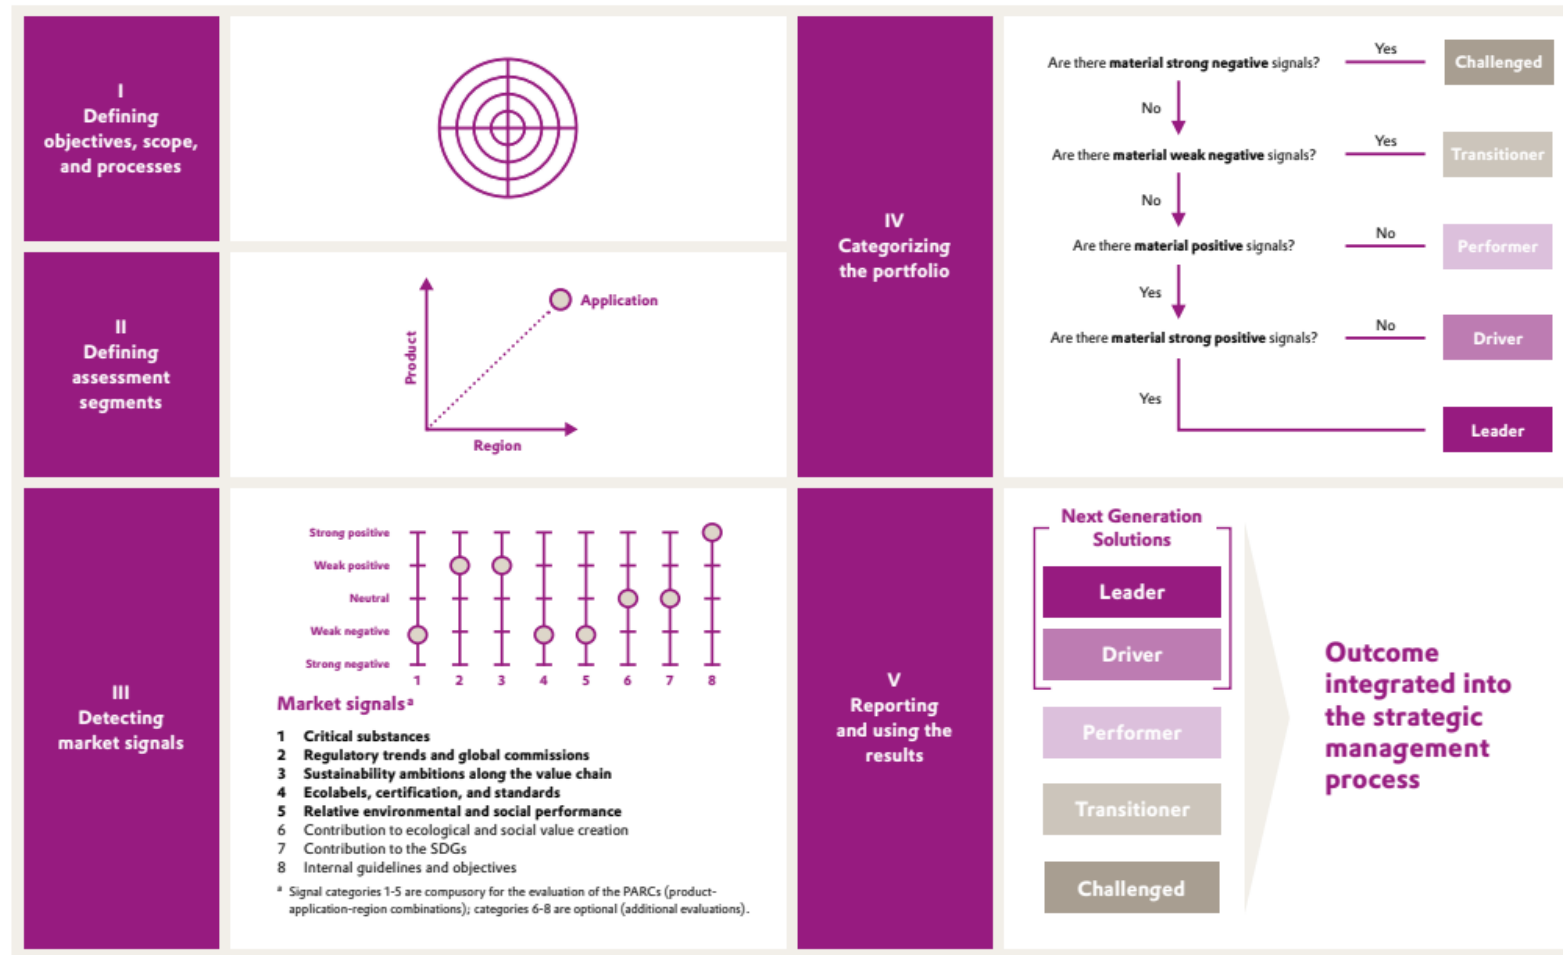 I
Defining
objectives, scope,
and processes
II
Defining
assessment
segments
Application
Product
Region
III
Detecting
market signals
Strong positive
Weak positive
Neutral
Weak negative
Strong negative
1 2 3 4 5 6 7 8
Market signals a
1 Critical substances
2 Regulatory trends and global commissions
3 Sustainability ambitions along the value chain
4 Ecolabels, certification, and standards
5 Relative environmental and social performance
6 Contribution to ecological and social value creation
7 Contribution to the SDGs
8 Internal guidelines and objectives
a Signal categories 1-5 are compusory for the evaluation of the PARCs (product-
application-region combinations); categories 6-8 are optional (additional evaluations).
IV
Categorizing
the portfolio
Are there material strong negative signals?
Yes
Challenged
No
Are there material weak negative signals?
Yes
Transitioner
No
Are there material positive signals?
No
Performer
Yes
Are there material strong positive signals?
No
Driver
Yes
Leader
V
Reporting
and using the
results
Next Generation
Solutions
Leader
Driver
Performer
Transitioner
Challenged
Outcome
integrated into
the strategic
management
process